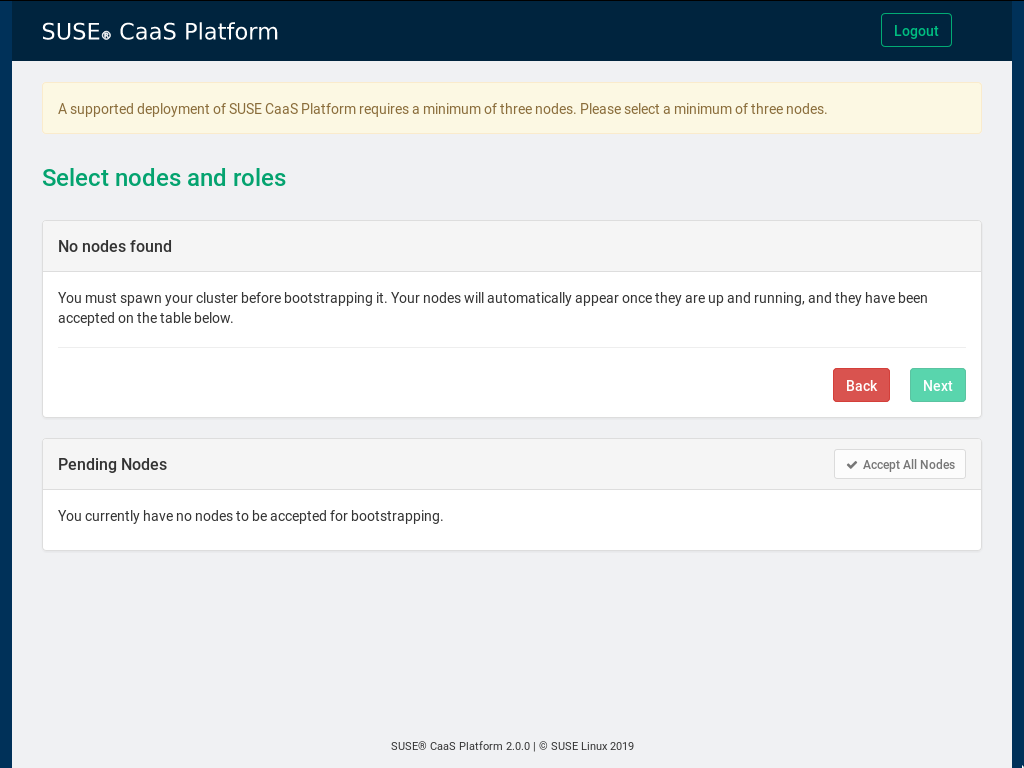 SUSE® CaaS Platform
Logout
A supported deployment of SUSE CaaS Platform requires a minimum of three nodes. Please select a minimum of three nodes.
Select nodes and roles
No nodes found
You must spawn your cluster before bootstrapping it. Your nodes will automatically appear once they are up and running, and they have been
accepted on the table below.
Back
Next
Pending Nodes
Accept All Nodes
You currently have no nodes to be accepted for bootstrapping.
SUSE® CaaS Platform 2.0.0 | © SUSE Linux 2019